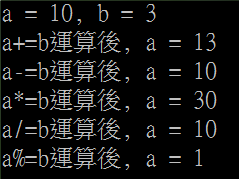 a = 10, b = 3
a+=b運算後, a = 13
a-=b運算後, a = 10
a*=b運算後, a = 30
a/=b運算後, a = 10
a%=b運算後, a = 1